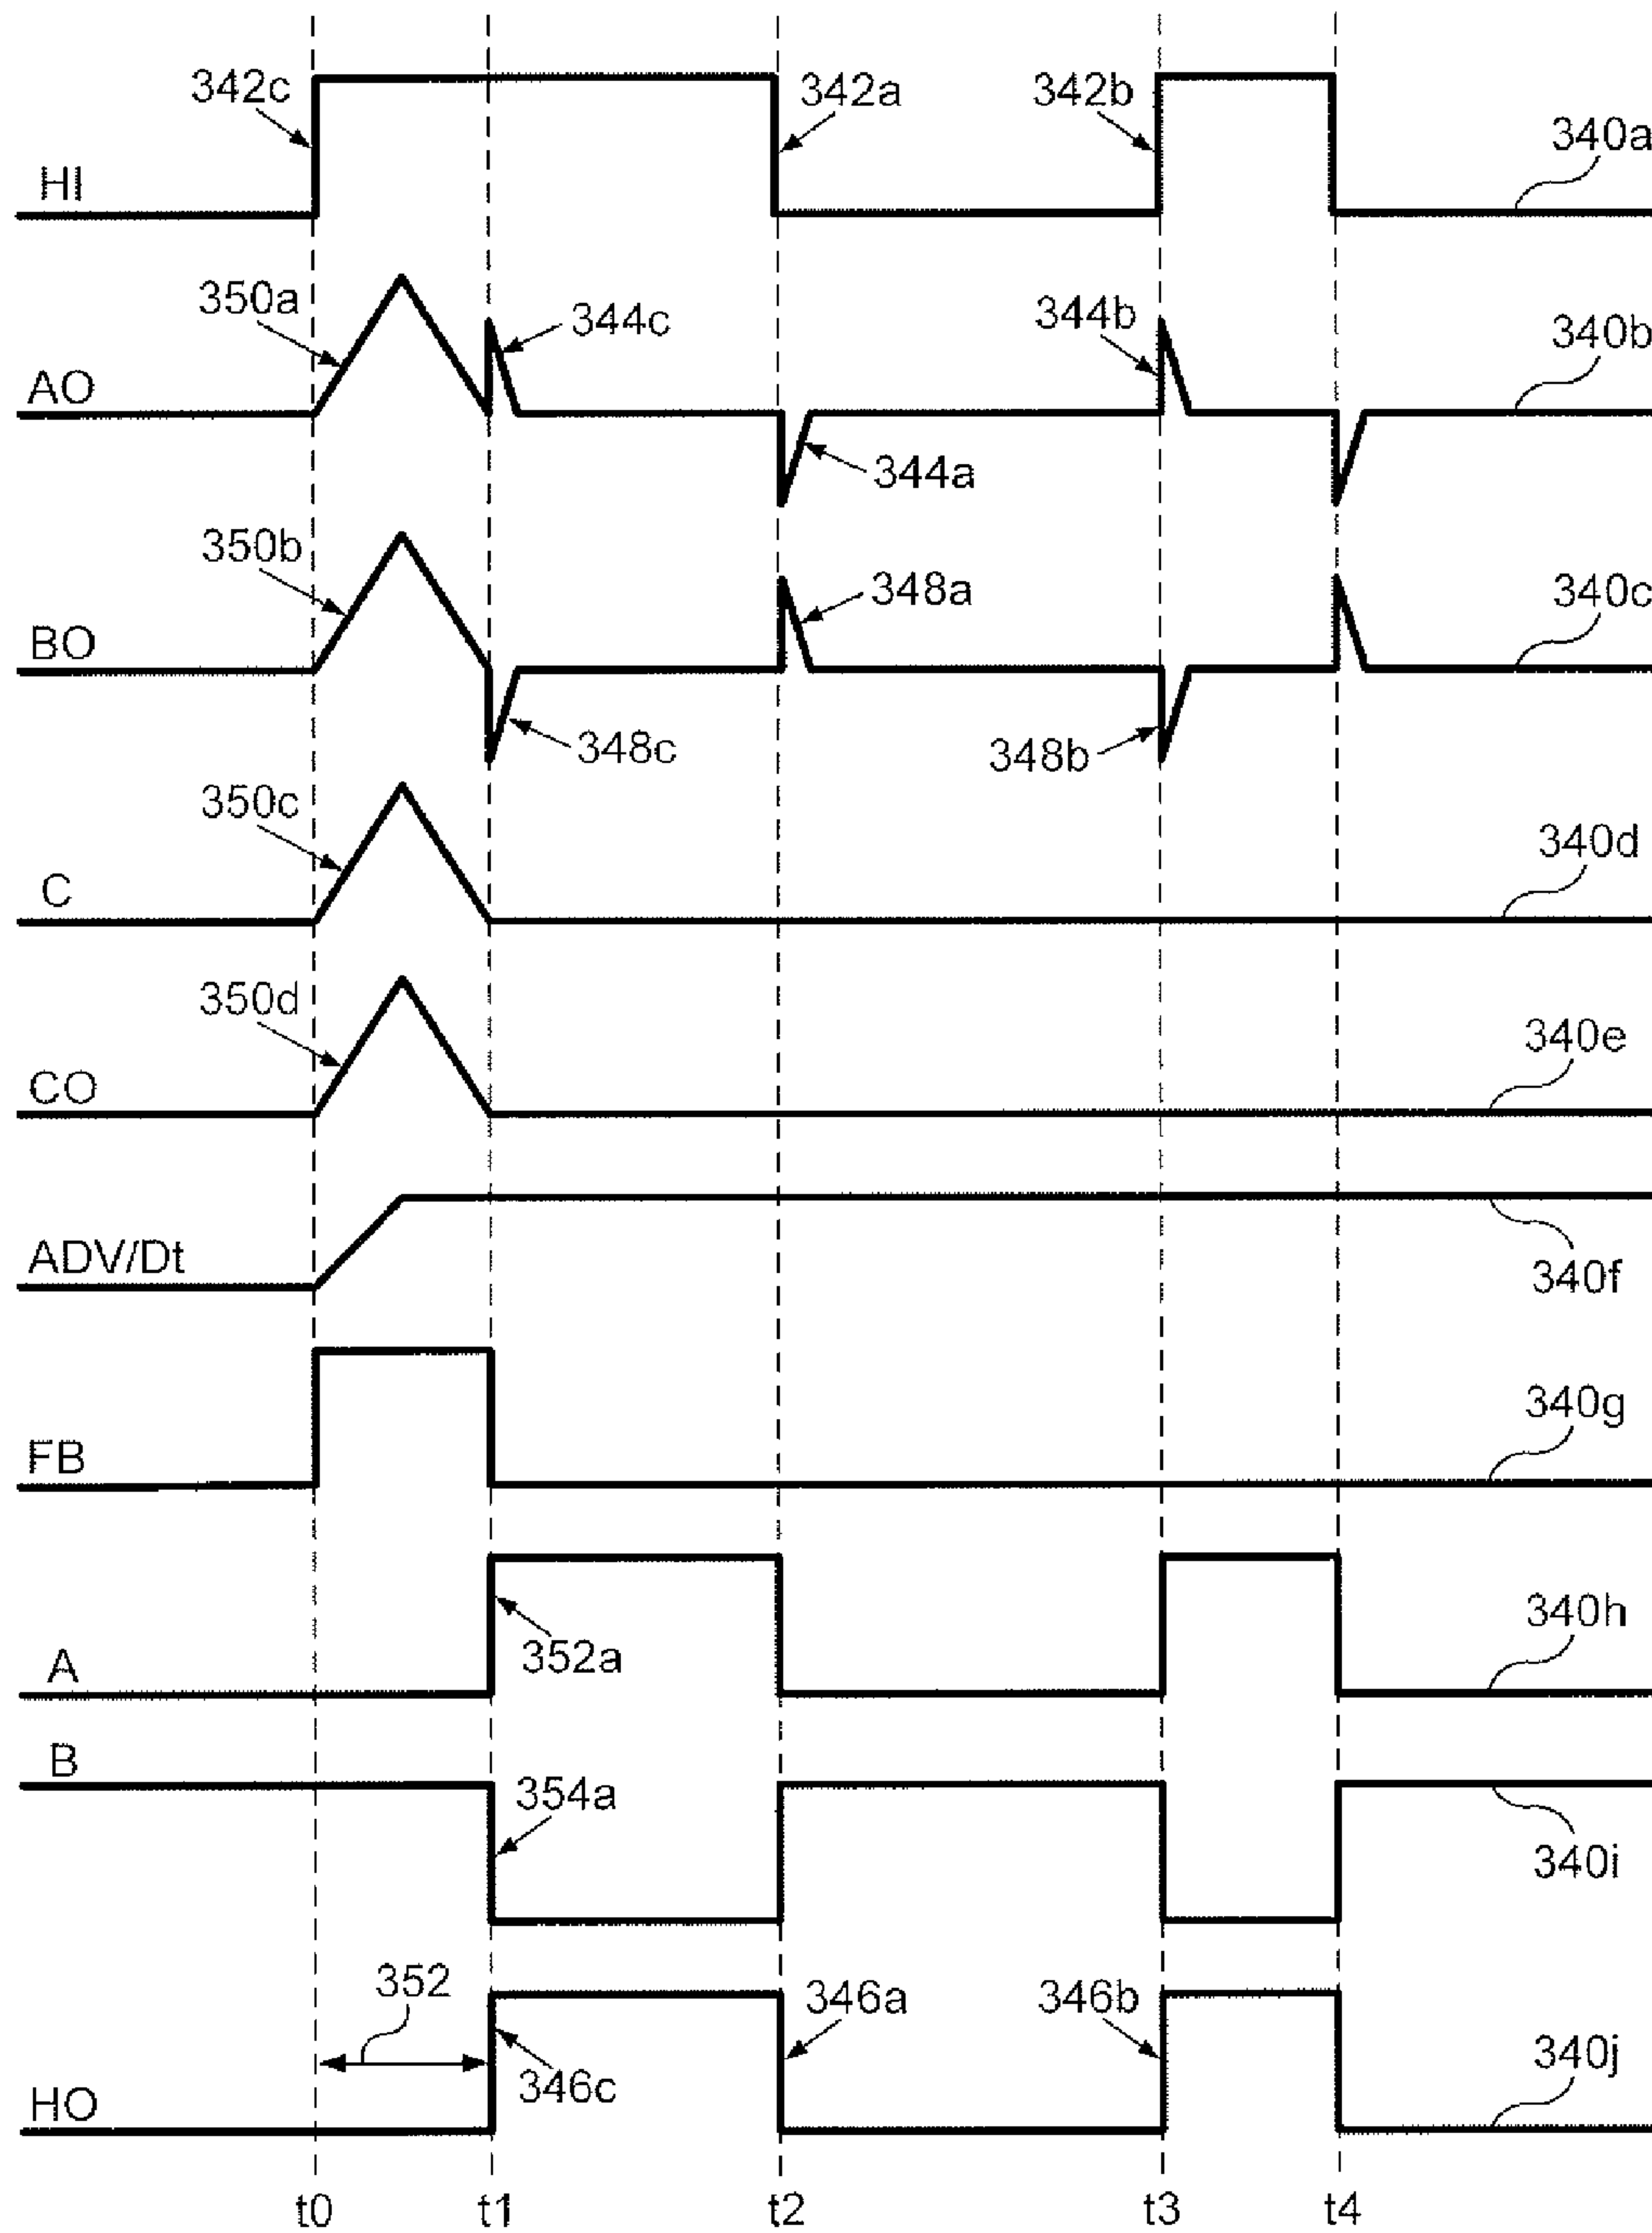 342c
342a
342b
340a
HI
350a
344c
344b
340b
AO
344a
350b
348a
340c
BO
348c
348b
350c
340d
C
350d
340e
CO
ADV/Dt
340f
340g
FB
340h
352a
A
B
354a
340i
352
346a
346b
340j
346c
HO
t0 t1 t2 t3 t4